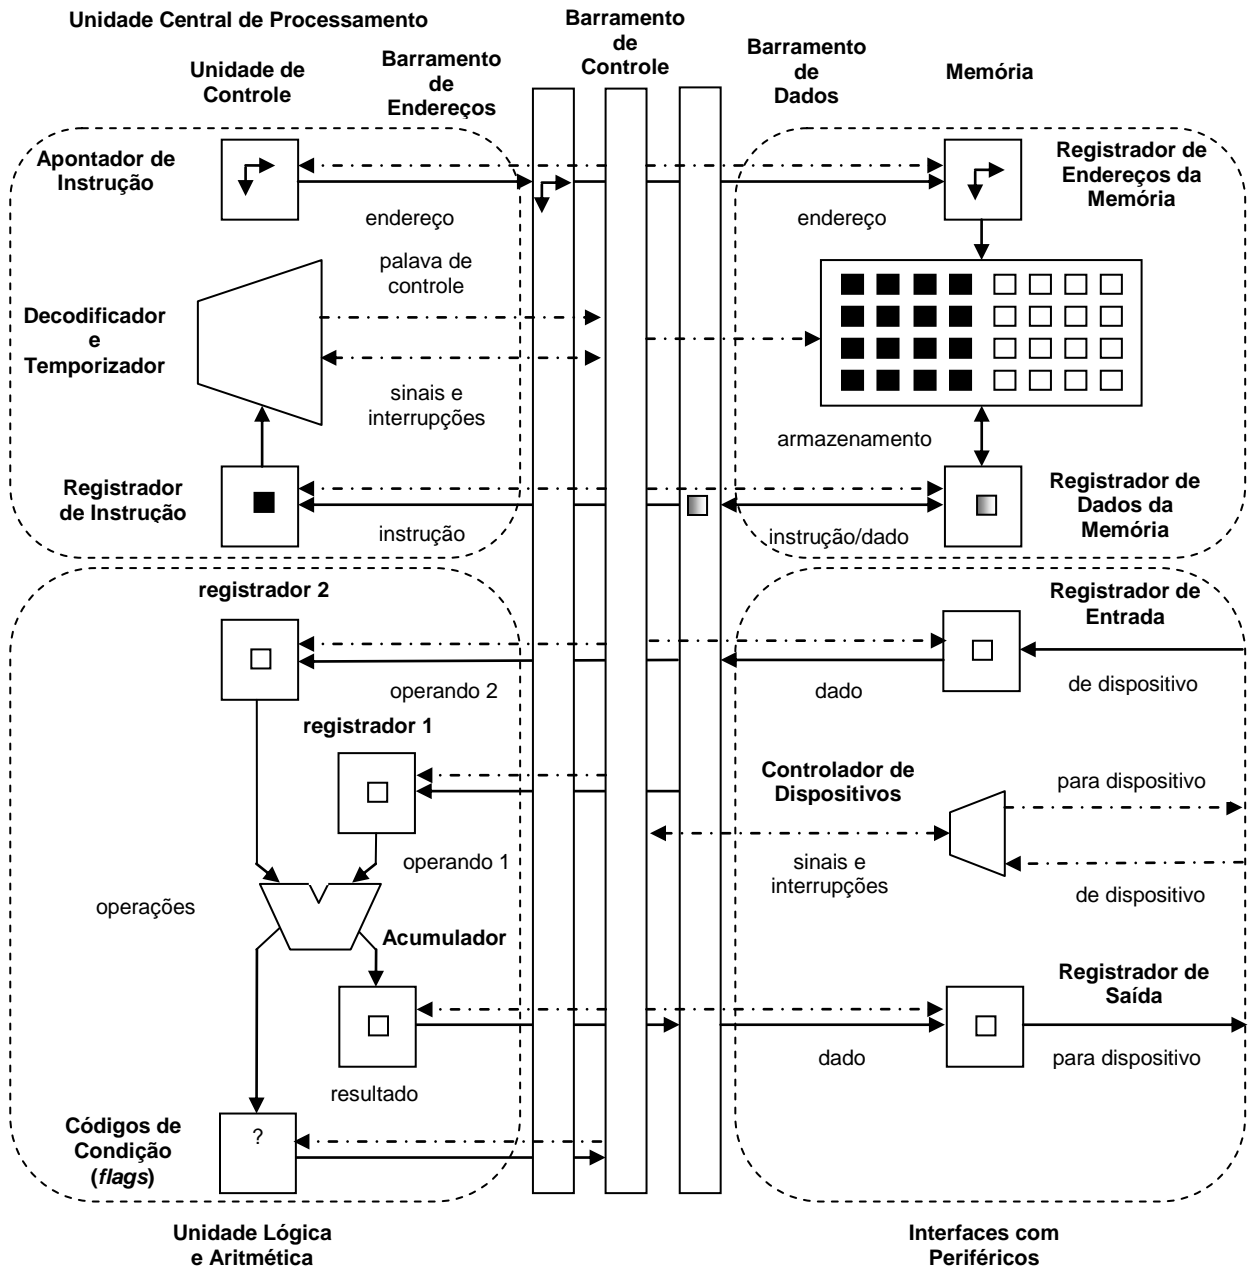 Unidade Central de Processamento
Barramento
de
Controle
Unidade de
Controle
Barramento
de
Endereços
Barramento
de
Dados
Memória
Apontador de
Instrução
Registrador de
Endereços da
Memória
endereço
endereço
palava de
controle
Decodificador
e
Temporizador
sinais e
interrupções
armazenamento
Registrador
de Instrução
Registrador de
Dados da
Memória
instrução
instrução/dado
registrador 2
Registrador de
Entrada
operando 2
dado
de dispositivo
registrador 1
Controlador de
Dispositivos
para dispositivo
operando 1
sinais e
interrupções
de dispositivo
operações
Acumulador
Registrador de
Saída
dado
para dispositivo
resultado
Códigos de
Condição
(flags)
?
Unidade Lógica
e Aritmética
Interfaces com
Periféricos